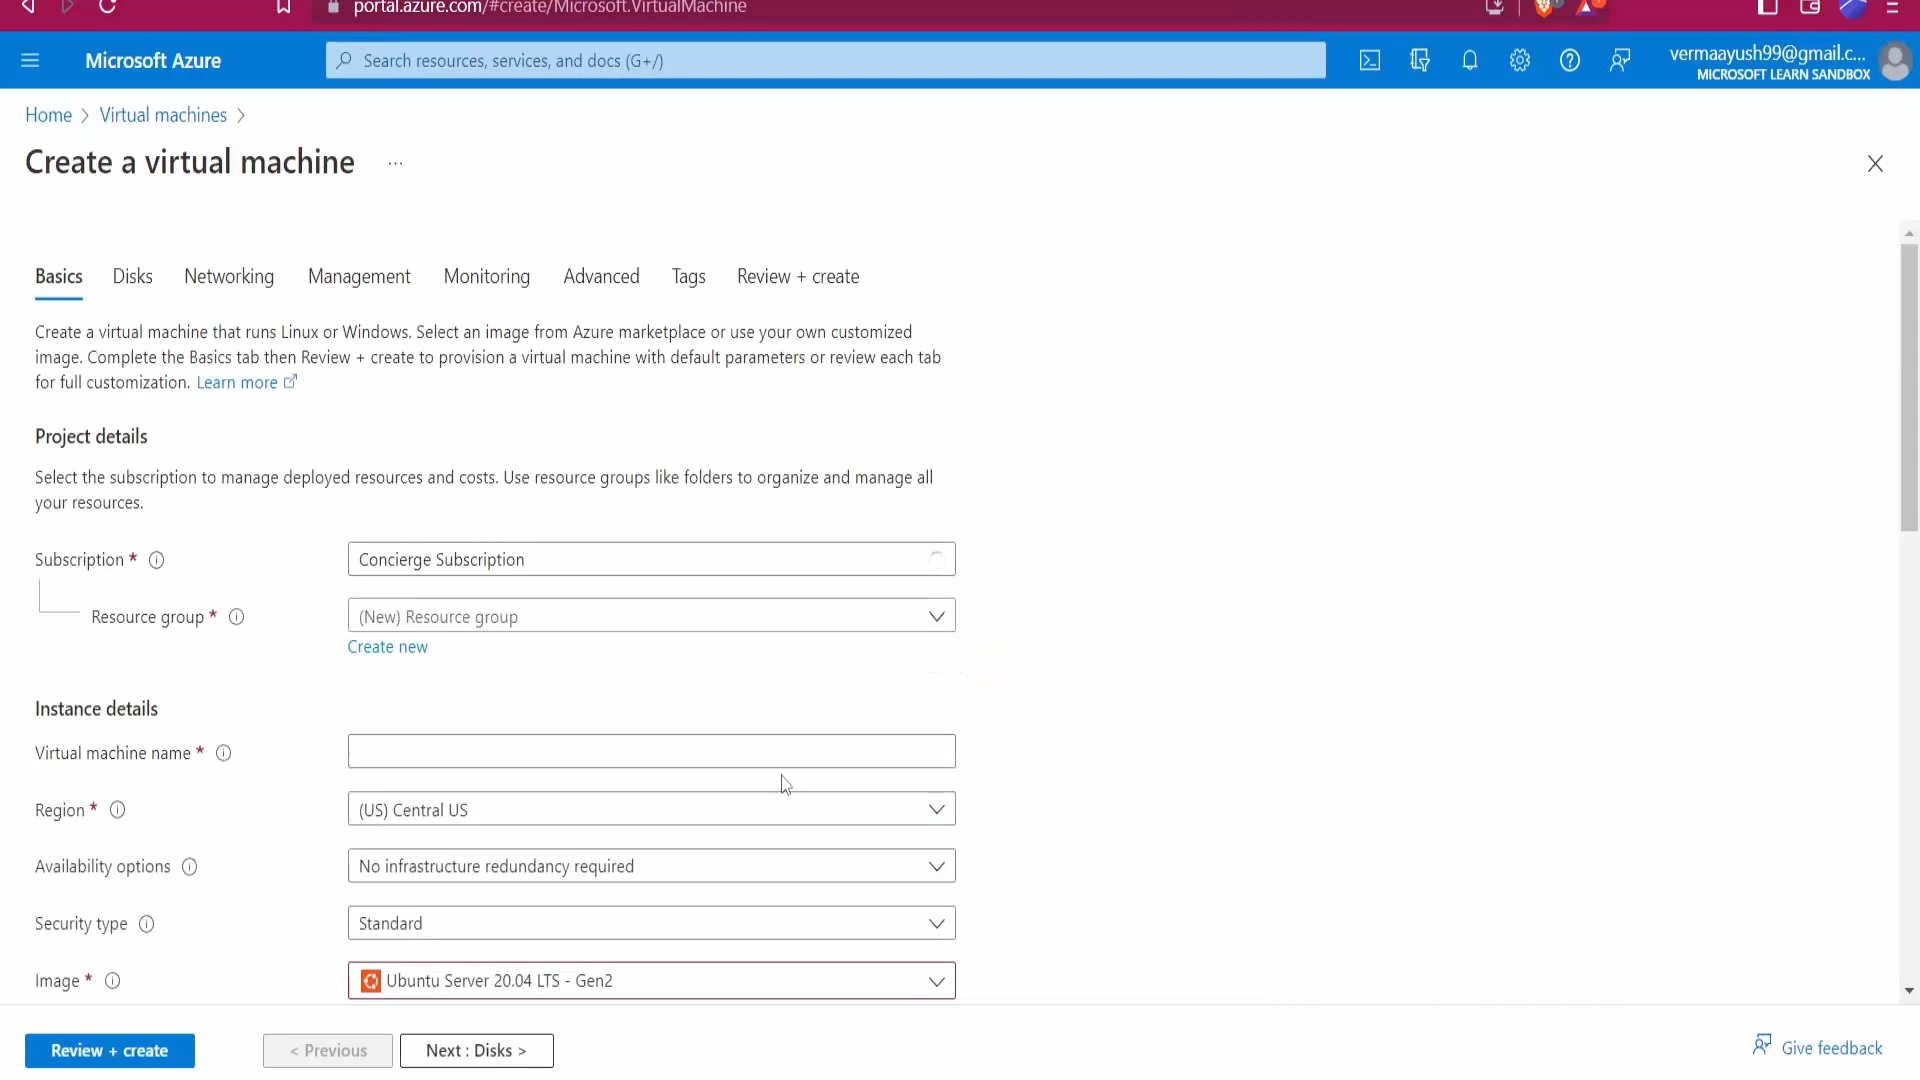 portal.azure.com/#create/Microsoft.VirtualMachine
Microsoft Azure
Search resources, services, and docs (G+/)
vermaayush99@gmail.c...
MICROSOFT LEARN SANDBOX
Home > Virtual machines >
Create a virtual machine ...
Basics Disks Networking Management Monitoring Advanced Tags Review + create
Create a virtual machine that runs Linux or Windows. Select an image from Azure marketplace or use your own customized
image. Complete the Basics tab then Review + create to provision a virtual machine with default parameters or review each tab
for full customization. Learn more
Project details
Select the subscription to manage deployed resources and costs. Use resource groups like folders to organize and manage all
your resources.
Subscription * Concierge Subscription
Resource group * (New) Resource group
Create new
Instance details
Virtual machine name *
Region * (US) Central US
Availability options No infrastructure redundancy required
Security type Standard
Image * Ubuntu Server 20.04 LTS - Gen2
Review + create < Previous Next : Disks > Give feedback